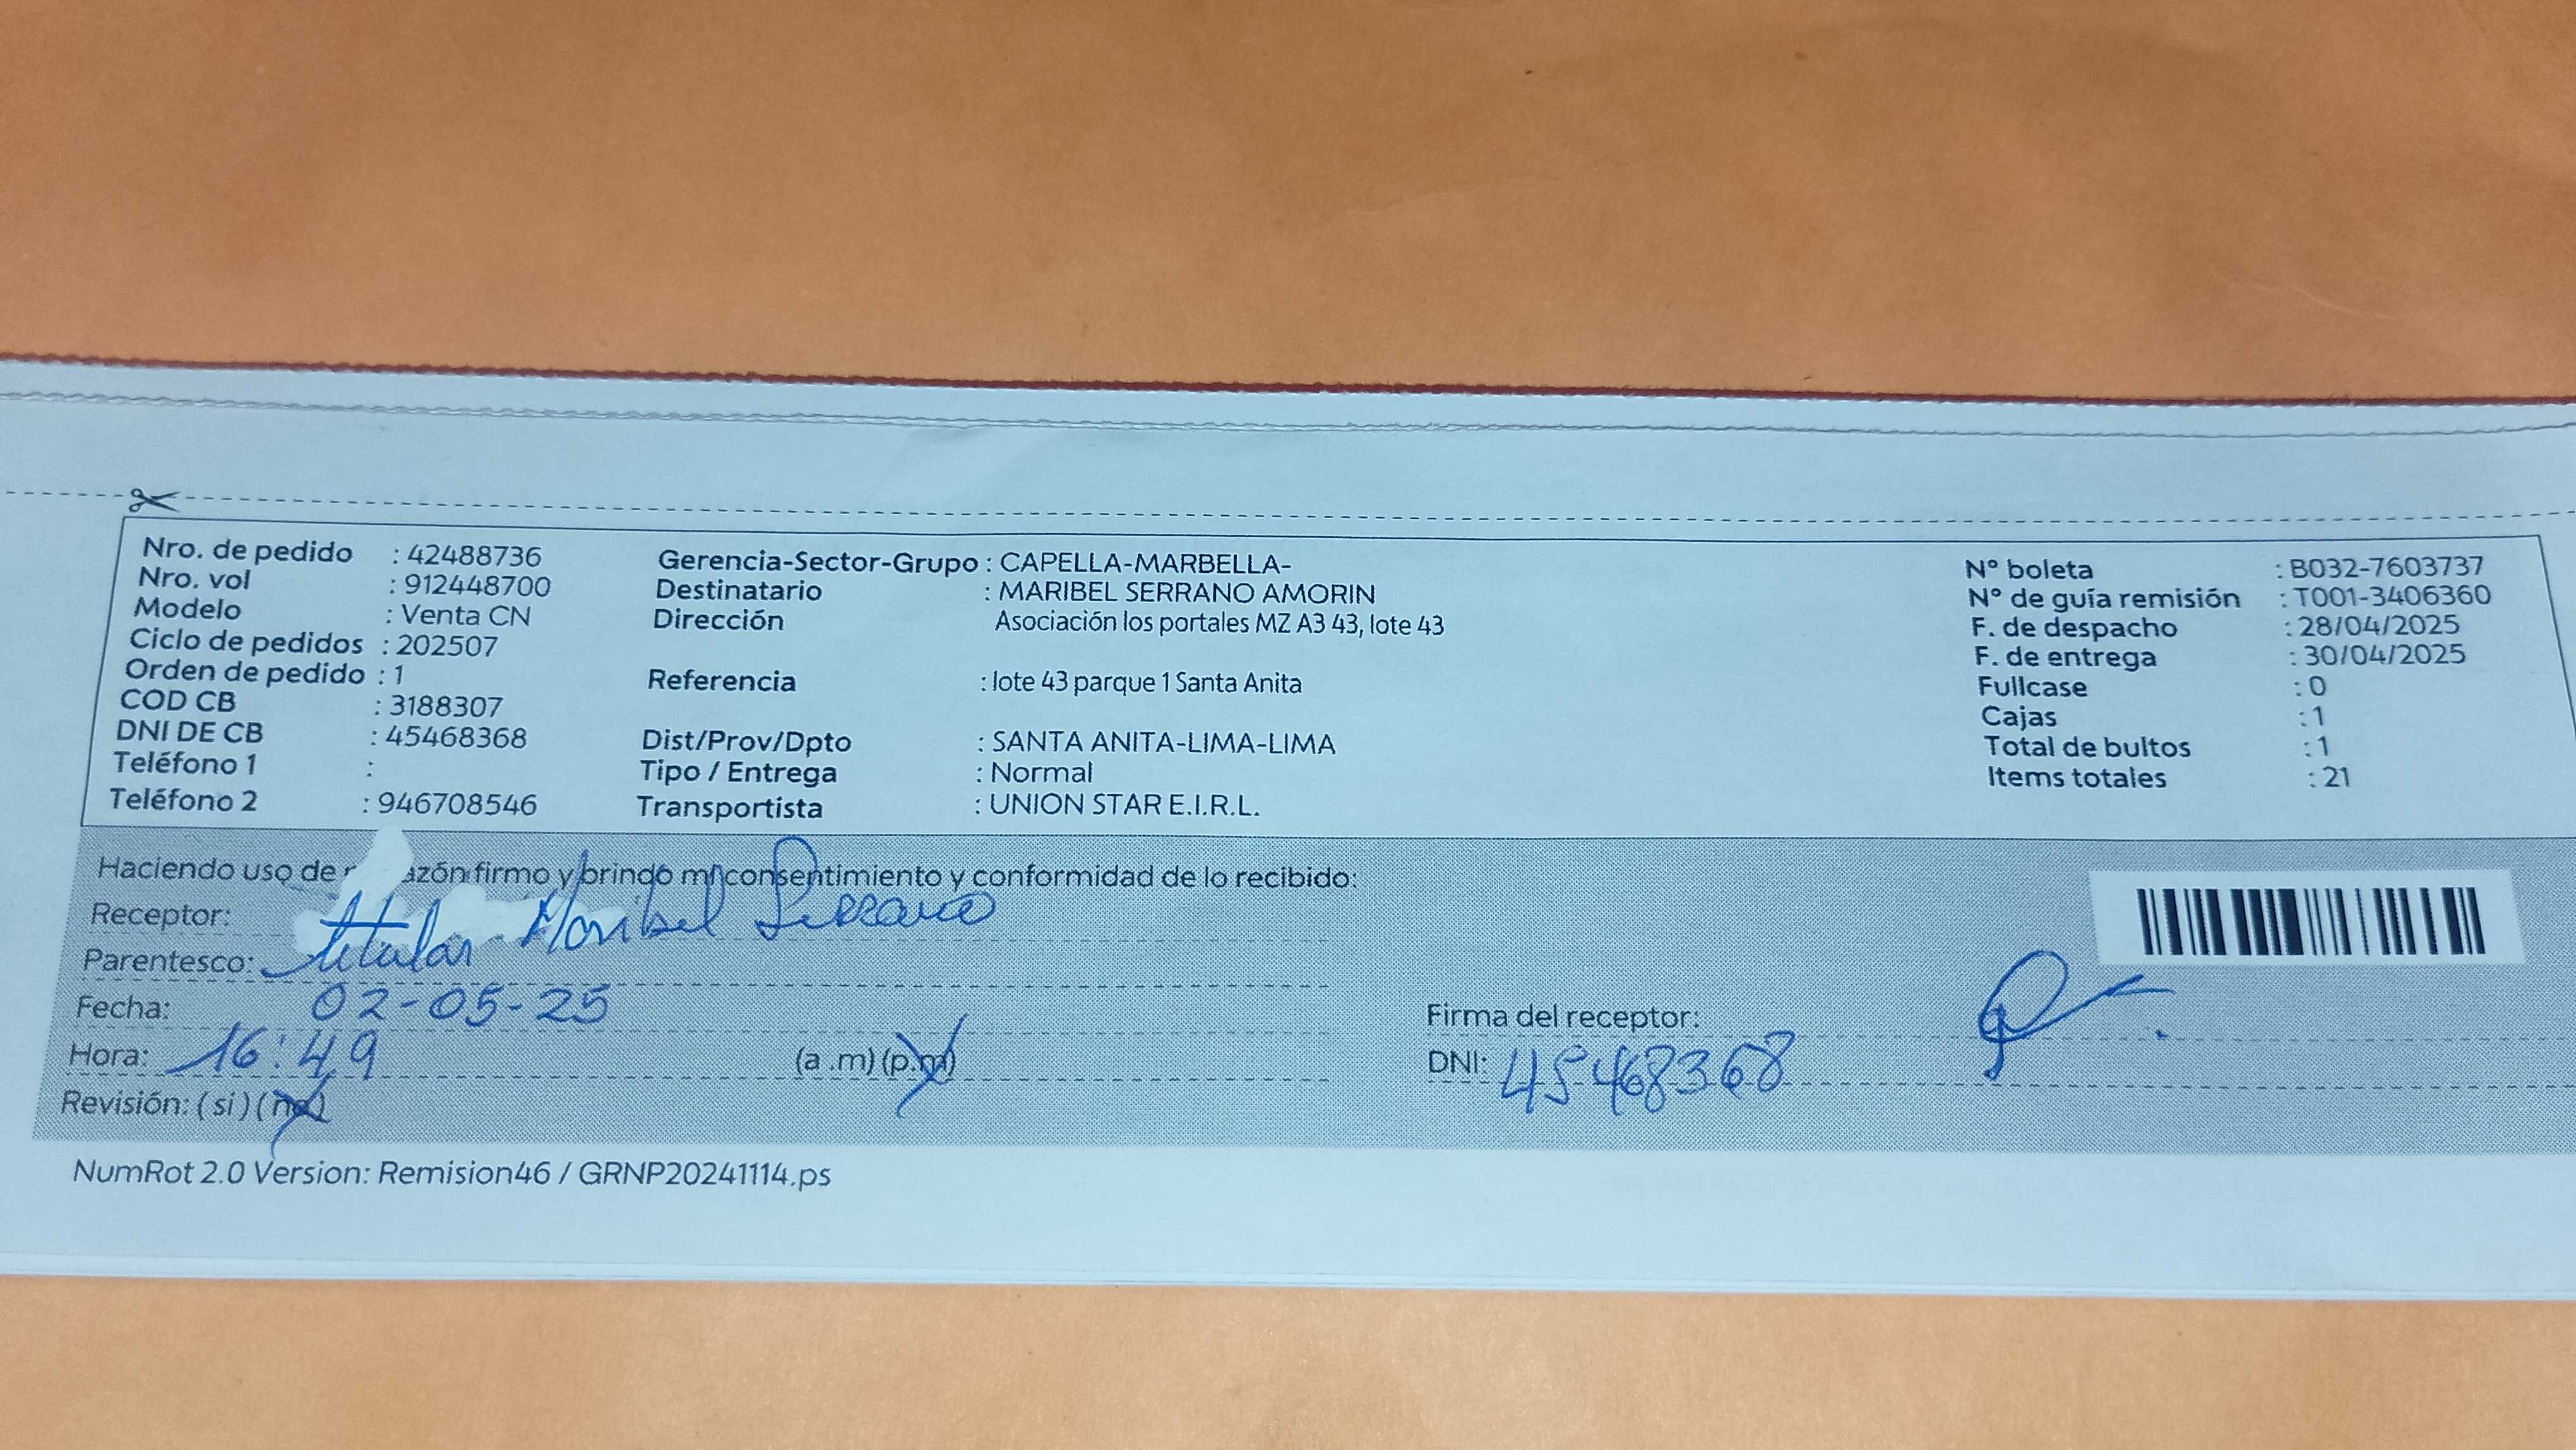 Nro. de pedido : 42488736
Nro. vol : 912448700
Modelo : Venta CN
Ciclo de pedidos : 202507
Orden de pedido : 1
COD CB : 3188307
DNI DE CB : 45468368
Teléfono 1 :
Teléfono 2 : 946708546
Gerencia-Sector-Grupo : CAPELLA-MARBELLA-
Destinatario : MARIBEL SERRANO AMORIN
Dirección Asociación los portales MZ A3 43, lote 43
Referencia : lote 43 parque 1 Santa Anita
Dist/Prov/Dpto : SANTA ANITA-LIMA-LIMA
Tipo / Entrega : Normal
Transportista : UNION STAR E.I.R.L.
N° boleta : B032-7603737
N° de guía remisión : T001-3406360
F. de despacho : 28/04/2025
F. de entrega : 30/04/2025
Fullcase : 0
Cajas : 1
Total de bultos : 1
Items totales : 21
Haciendo uso de firmo y brindo mi consentimiento y conformidad de lo recibido:
Receptor: Maribel Serrano
Parentesco: titular
Fecha: 02-05-25
Hora: 16:49 (a .m) (p.m)
Revisión: ( si ) ( no )
Firma del receptor:
DNI: 45468368
NumRot 2.0 Version: Remision46 / GRNP20241114.ps